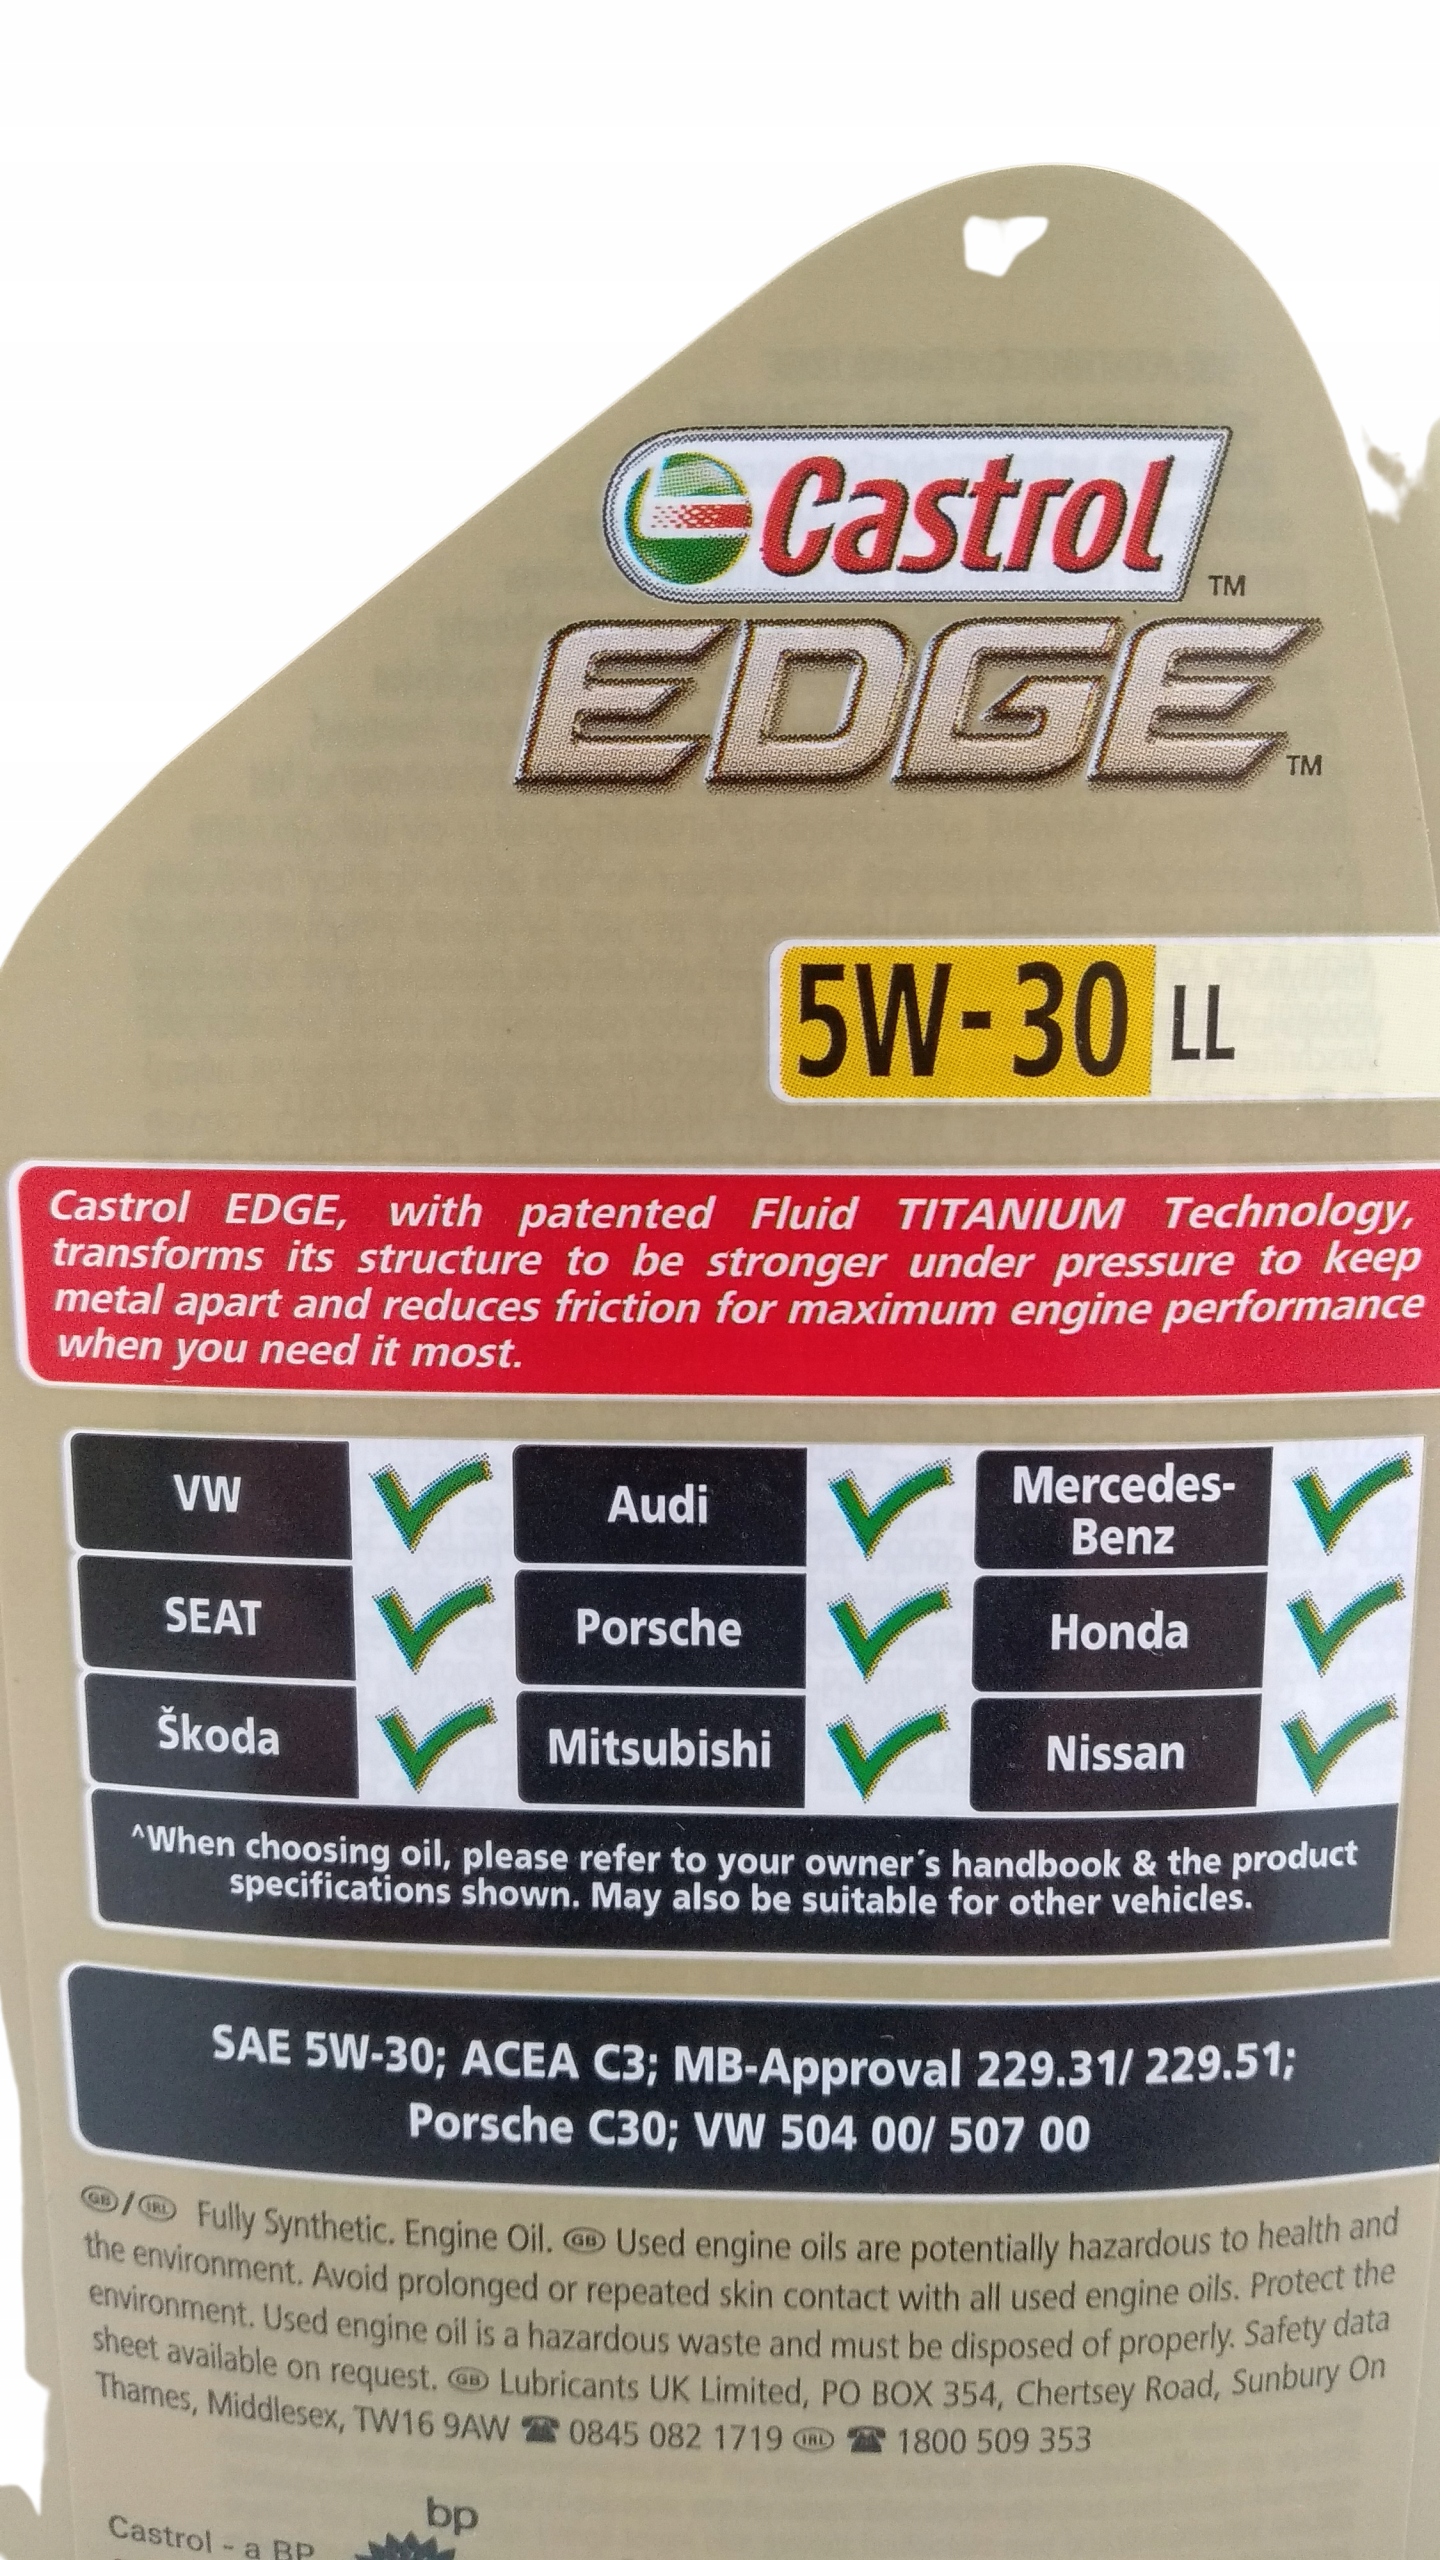 Castrol ™
EDGE ™
5W-30 LL
Castrol EDGE, with patented Fluid TITANIUM Technology,
transforms its structure to be stronger under pressure to keep
metal apart and reduces friction for maximum engine performance
when you need it most.
VW Audi Mercedes-
Benz
SEAT Porsche Honda
Škoda Mitsubishi Nissan
^When choosing oil, please refer to your owner´s handbook & the product
specifications shown. May also be suitable for other vehicles.
SAE 5W-30; ACEA C3; MB-Approval 229.31/ 229.51;
Porsche C30; VW 504 00/ 507 00
GB/IRL Fully Synthetic. Engine Oil. GB Used engine oils are potentially hazardous to health and
the environment. Avoid prolonged or repeated skin contact with all used engine oils. Protect the
environment. Used engine oil is a hazardous waste and must be disposed of properly. Safety data
sheet available on request. GB Lubricants UK Limited, PO BOX 354, Chertsey Road, Sunbury On
Thames, Middlesex, TW16 9AW ☎ 0845 082 1719 IRL ☎ 1800 509 353
bp
Castrol - a BP